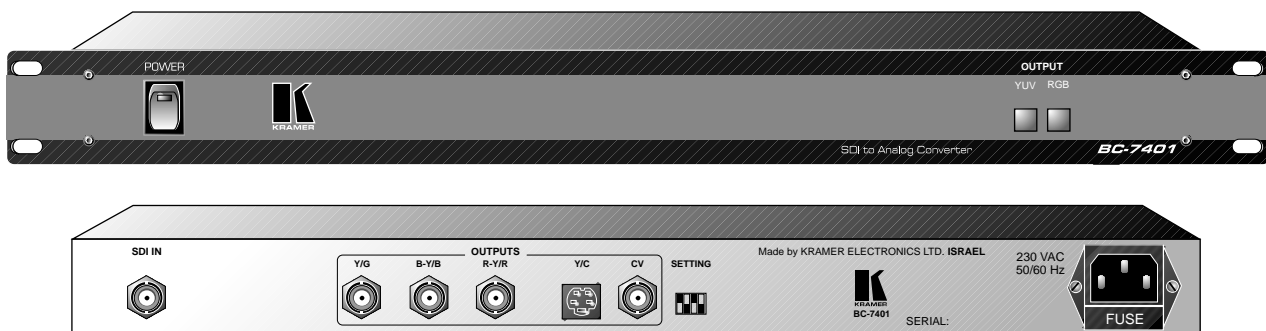 POWER
OUTPUT
YUV RGB
KRAMER
SDI to Analog Converter
BC-7401
SDI IN
OUTPUTS
Y/G B-Y/B R-Y/R Y/C CV
SETTING
Made by KRAMER ELECTRONICS LTD. ISRAEL
230 VAC
50/60 Hz
KRAMER
BC-7401
SERIAL:
FUSE